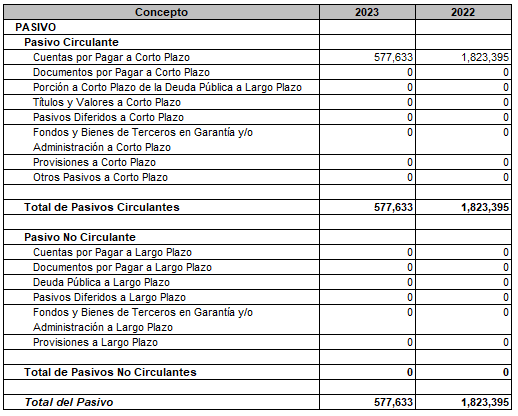 Concepto 2023 2022
PASIVO
Pasivo Circulante
Cuentas por Pagar a Corto Plazo 577,633 1,823,395
Documentos por Pagar a Corto Plazo 0 0
Porción a Corto Plazo de la Deuda Pública a Largo Plazo 0 0
Títulos y Valores a Corto Plazo 0 0
Pasivos Diferidos a Corto Plazo 0 0
Fondos y Bienes de Terceros en Garantía y/o 0 0
Administración a Corto Plazo
Provisiones a Corto Plazo 0 0
Otros Pasivos a Corto Plazo 0 0
Total de Pasivos Circulantes 577,633 1,823,395
Pasivo No Circulante
Cuentas por Pagar a Largo Plazo 0 0
Documentos por Pagar a Largo Plazo 0 0
Deuda Pública a Largo Plazo 0 0
Pasivos Diferidos a Largo Plazo 0 0
Fondos y Bienes de Terceros en Garantía y/o 0 0
Administración a Largo Plazo
Provisiones a Largo Plazo 0 0
Total de Pasivos No Circulantes 0 0
Total del Pasivo 577,633 1,823,395